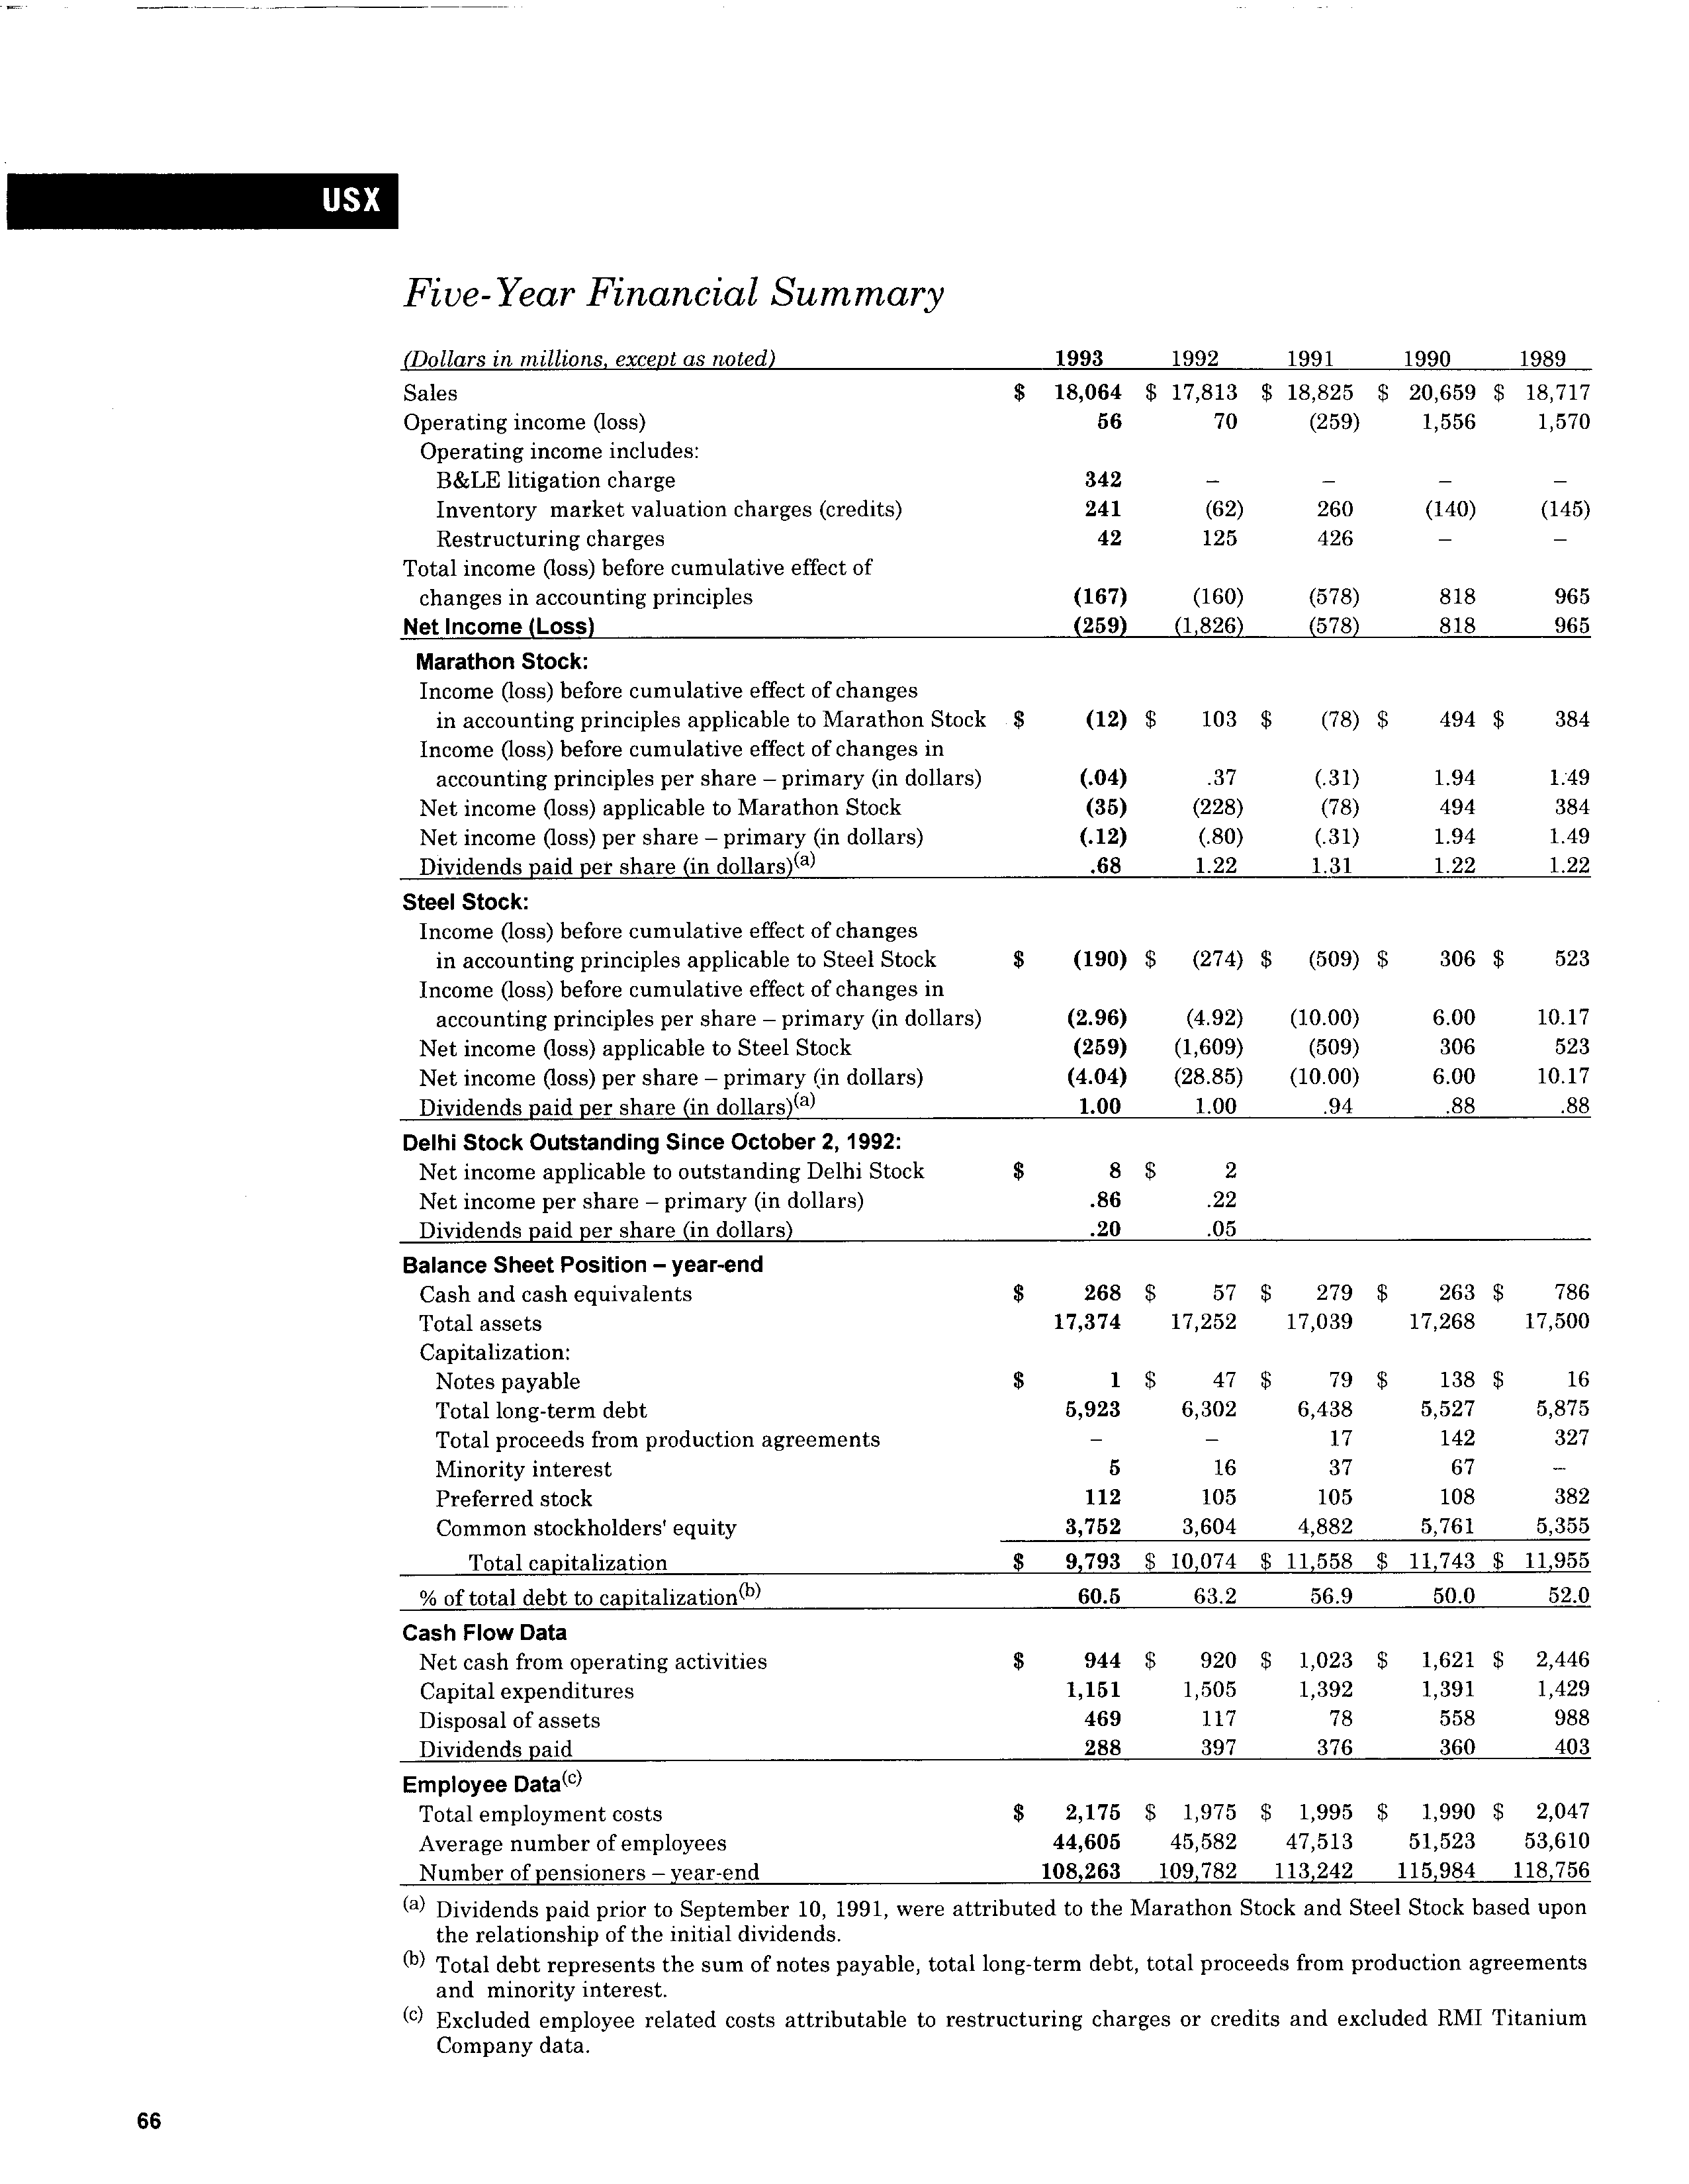 USX
Five-Year Financial Summary
(Dollars in millions, except as noted) 1993 1992 1991 1990 1989
Sales $ 18,064 $ 17,813 $ 18,825 $ 20,659 $ 18,717
Operating income (loss) 56 70 (259) 1,556 1,570
Operating income includes:
B&LE litigation charge 342 – – – –
Inventory market valuation charges (credits) 241 (62) 260 (140) (145)
Restructuring charges 42 125 426 – –
Total income (loss) before cumulative effect of
changes in accounting principles (167) (160) (578) 818 965
Net Income (Loss) (259) (1,826) (578) 818 965
Marathon Stock:
Income (loss) before cumulative effect of changes
in accounting principles applicable to Marathon Stock $ (12) $ 103 $ (78) $ 494 $ 384
Income (loss) before cumulative effect of changes in
accounting principles per share – primary (in dollars) (.04) .37 (.31) 1.94 1.49
Net income (loss) applicable to Marathon Stock (35) (228) (78) 494 384
Net income (loss) per share – primary (in dollars) (.12) (.80) (.31) 1.94 1.49
Dividends paid per share (in dollars)(a) .68 1.22 1.31 1.22 1.22
Steel Stock:
Income (loss) before cumulative effect of changes
in accounting principles applicable to Steel Stock $ (190) $ (274) $ (509) $ 306 $ 523
Income (loss) before cumulative effect of changes in
accounting principles per share – primary (in dollars) (2.96) (4.92) (10.00) 6.00 10.17
Net income (loss) applicable to Steel Stock (259) (1,609) (509) 306 523
Net income (loss) per share – primary (in dollars) (4.04) (28.85) (10.00) 6.00 10.17
Dividends paid per share (in dollars)(a) 1.00 1.00 .94 .88 .88
Delhi Stock Outstanding Since October 2, 1992:
Net income applicable to outstanding Delhi Stock $ 8 $ 2
Net income per share – primary (in dollars) .86 .22
Dividends paid per share (in dollars) .20 .05
Balance Sheet Position – year-end
Cash and cash equivalents $ 268 $ 57 $ 279 $ 263 $ 786
Total assets 17,374 17,252 17,039 17,268 17,500
Capitalization:
Notes payable $ 1 $ 47 $ 79 $ 138 $ 16
Total long-term debt 5,923 6,302 6,438 5,527 5,875
Total proceeds from production agreements – – 17 142 327
Minority interest 5 16 37 67 –
Preferred stock 112 105 105 108 382
Common stockholders' equity 3,752 3,604 4,882 5,761 5,355
Total capitalization $ 9,793 $ 10,074 $ 11,558 $ 11,743 $ 11,955
% of total debt to capitalization(b) 60.5 63.2 56.9 50.0 52.0
Cash Flow Data
Net cash from operating activities $ 944 $ 920 $ 1,023 $ 1,621 $ 2,446
Capital expenditures 1,151 1,505 1,392 1,391 1,429
Disposal of assets 469 117 78 558 988
Dividends paid 288 397 376 360 403
Employee Data(c)
Total employment costs $ 2,175 $ 1,975 $ 1,995 $ 1,990 $ 2,047
Average number of employees 44,605 45,582 47,513 51,523 53,610
Number of pensioners – year-end 108,263 109,782 113,242 115,984 118,756
(a) Dividends paid prior to September 10, 1991, were attributed to the Marathon Stock and Steel Stock based upon
the relationship of the initial dividends.
(b) Total debt represents the sum of notes payable, total long-term debt, total proceeds from production agreements
and minority interest.
(c) Excluded employee related costs attributable to restructuring charges or credits and excluded RMI Titanium
Company data.
66